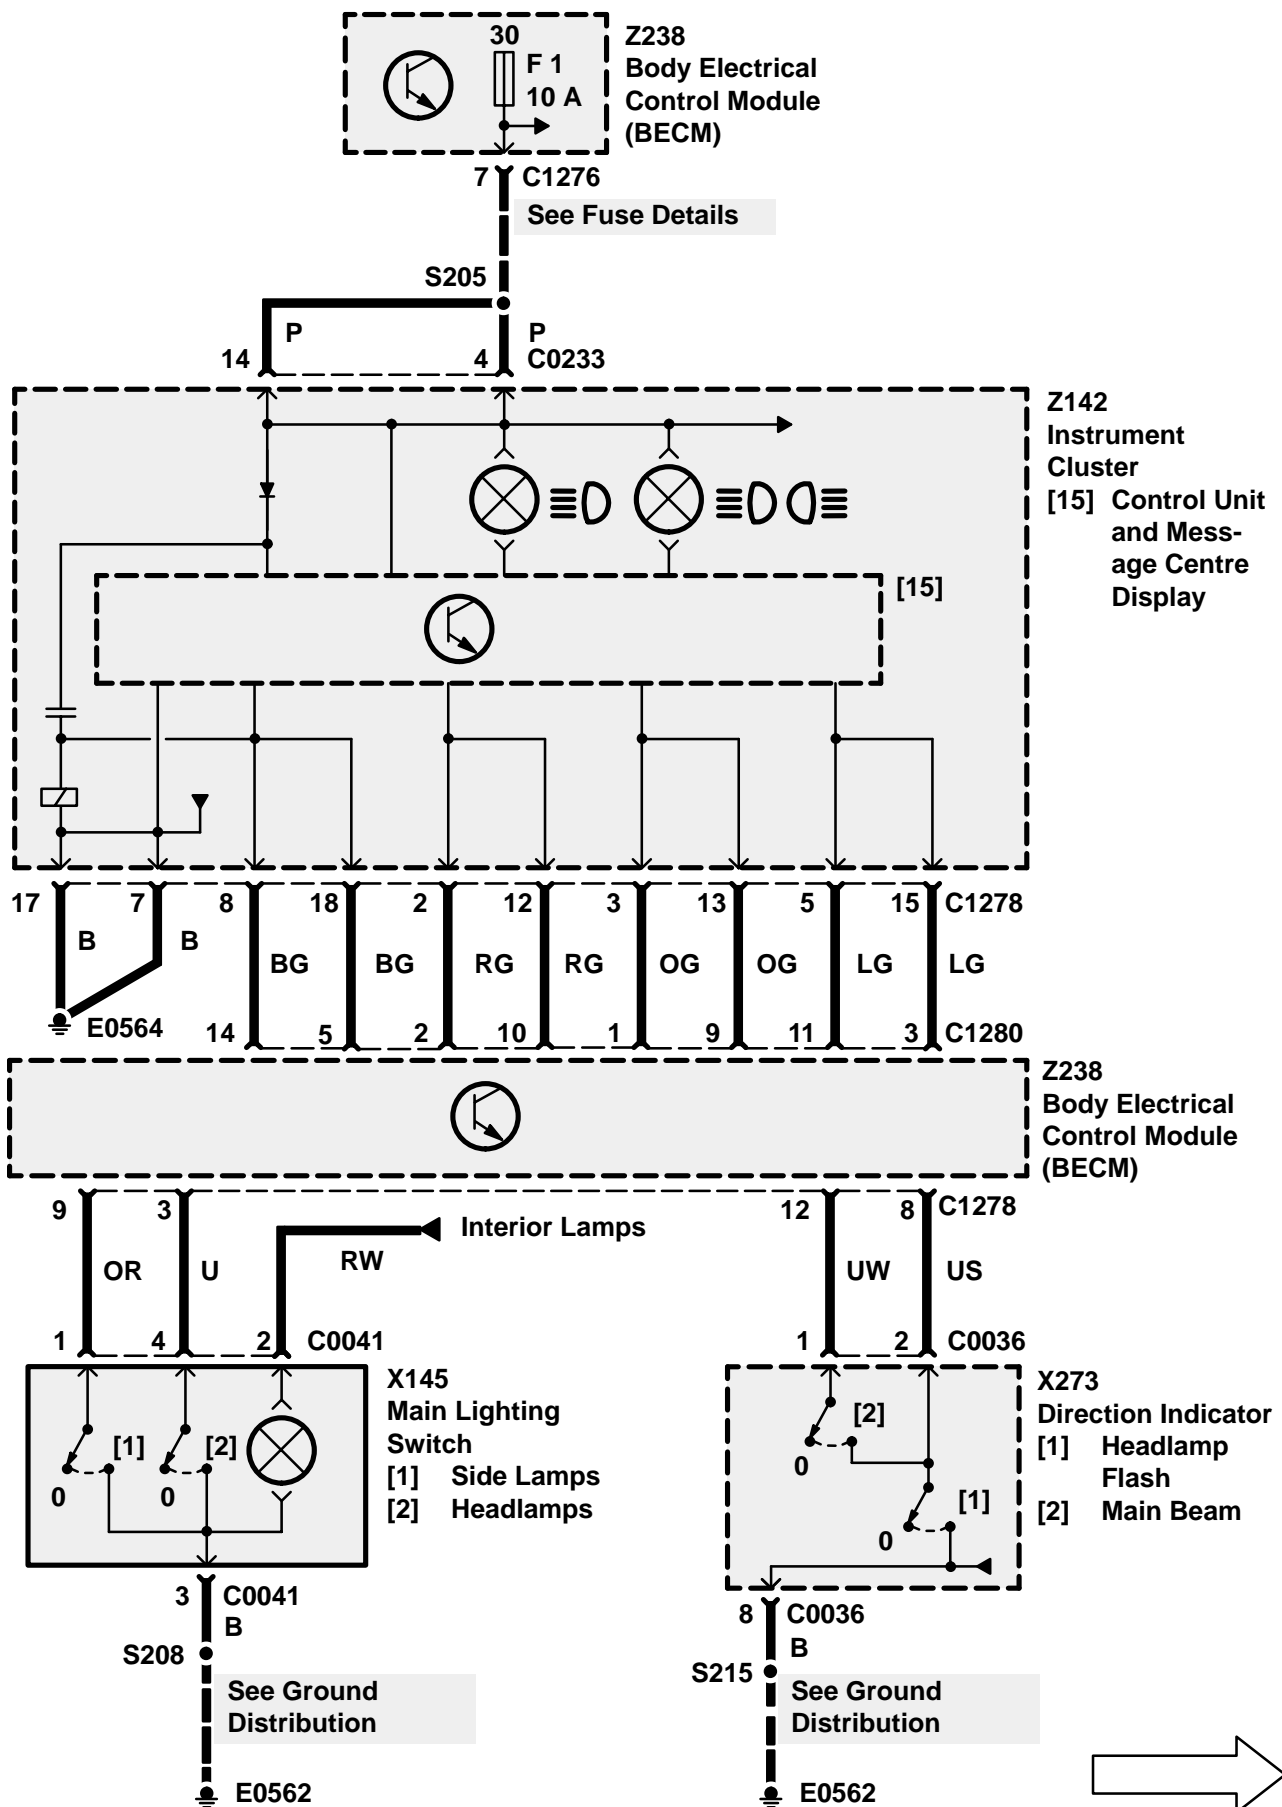 30
F 1
10 A
Z238
Body Electrical
Control Module
(BECM)
7 C1276
See Fuse Details
S205
P P
14 4 C0233
Z142
Instrument
Cluster
[15] Control Unit
and Mess-
age Centre
Display
[15]
17 7 8 18 2 12 3 13 5 15 C1278
B B BG BG RG RG OG OG LG LG
E0564
14 5 2 10 1 9 11 3 C1280
Z238
Body Electrical
Control Module
(BECM)
9 3 12 8 C1278
Interior Lamps
OR U RW UW US
1 4 2 C0041 1 2 C0036
X145
Main Lighting
Switch
[1] Side Lamps
[2] Headlamps
[1] [2]
0 0
X273
Direction Indicator
[1] Headlamp
Flash
[2] Main Beam
[2]
0
[1]
0
3 C0041
B
S208
See Ground
Distribution
E0562
8 C0036
B
S215
See Ground
Distribution
E0562